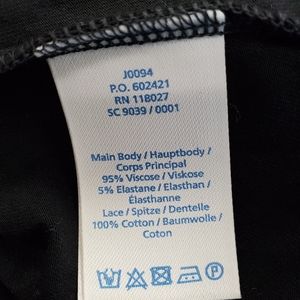 J0094
P.O. 602421
RN 118027
SC 9039 / 0001
Main Body / Hauptbody /
Corps Principal
95% Viscose / Viskose
5% Elastane / Elasthan /
Élasthanne
Lace / Spitze / Dentelle
100% Cotton / Baumwolle /
Coton
P